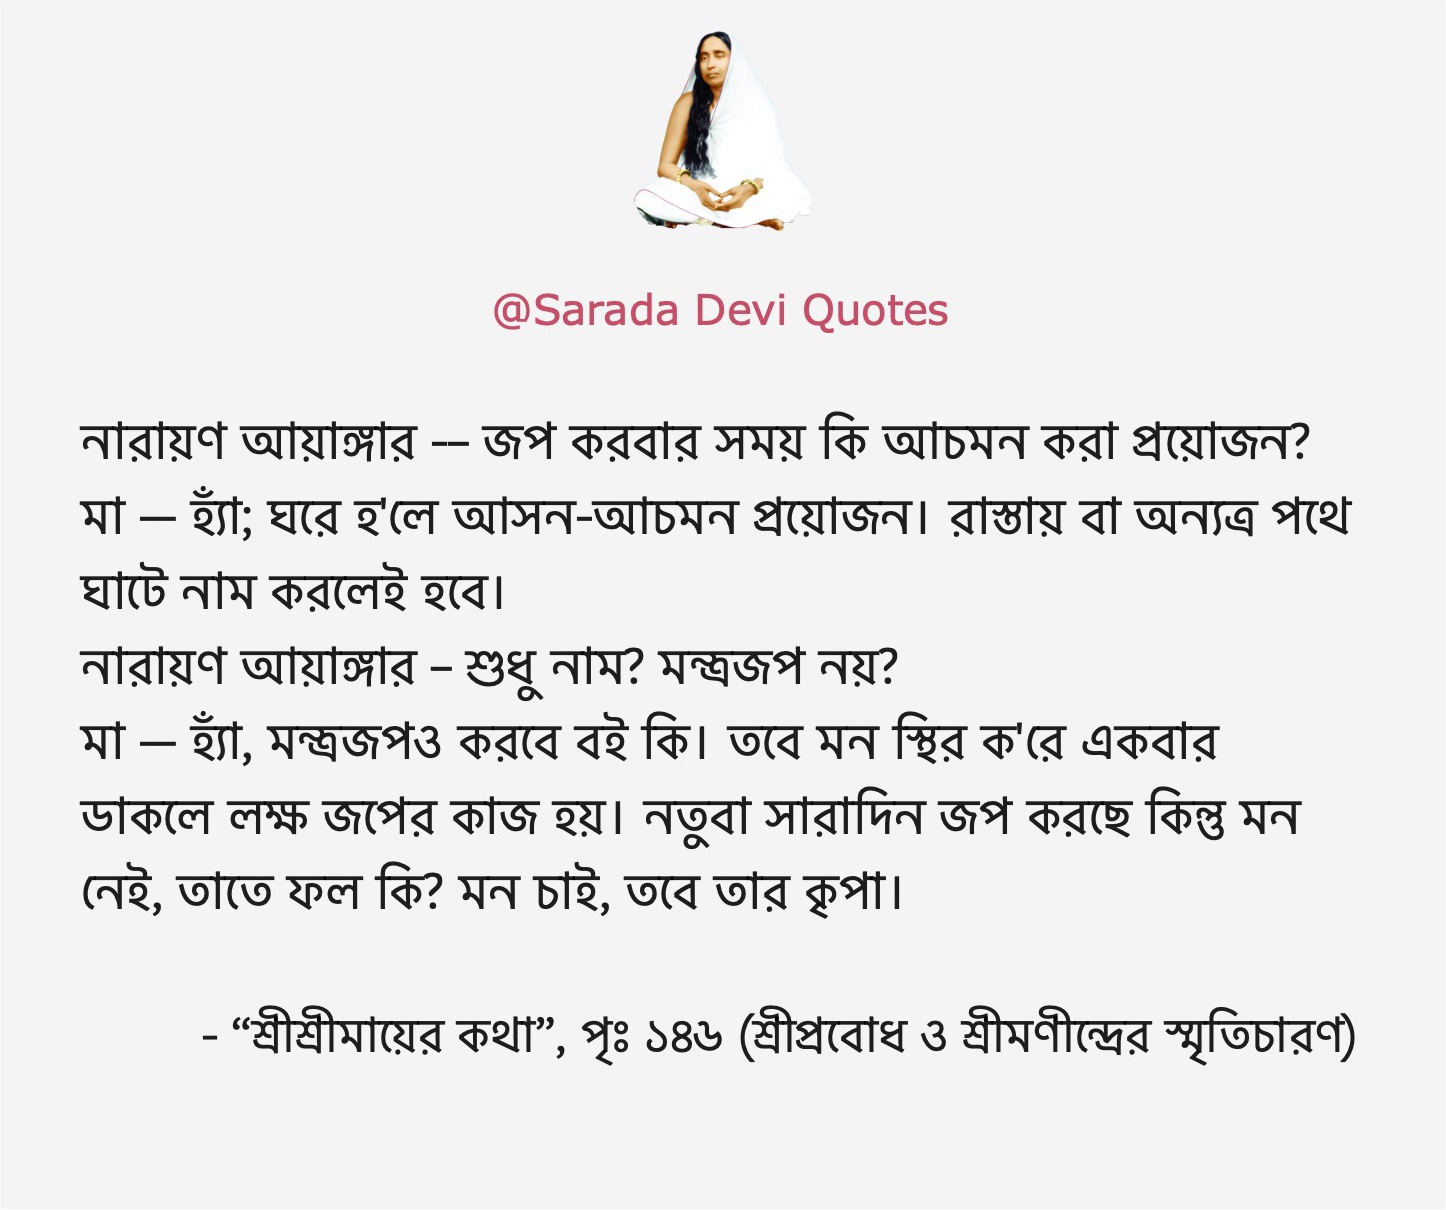 @Sarada Devi Quotes
নারায়ণ আয়াঙ্গার -– জপ করবার সময় কি আচমন করা প্রয়োজন?
মা — হ্যাঁ; ঘরে হ'লে আসন-আচমন প্রয়োজন। রাস্তায় বা অন্যত্র পথে
ঘাটে নাম করলেই হবে।
নারায়ণ আয়াঙ্গার – শুধু নাম? মন্ত্রজপ নয়?
মা — হ্যাঁ, মন্ত্রজপও করবে বই কি। তবে মন স্থির ক'রে একবার
ডাকলে লক্ষ জপের কাজ হয়। নতুবা সারাদিন জপ করছে কিন্তু মন
নেই, তাতে ফল কি? মন চাই, তবে তার কৃপা।
- “শ্রীশ্রীমায়ের কথা”, পৃঃ ১৪৬ (শ্রীপ্রবোধ ও শ্রীমণীন্দ্রের স্মৃতিচারণ)